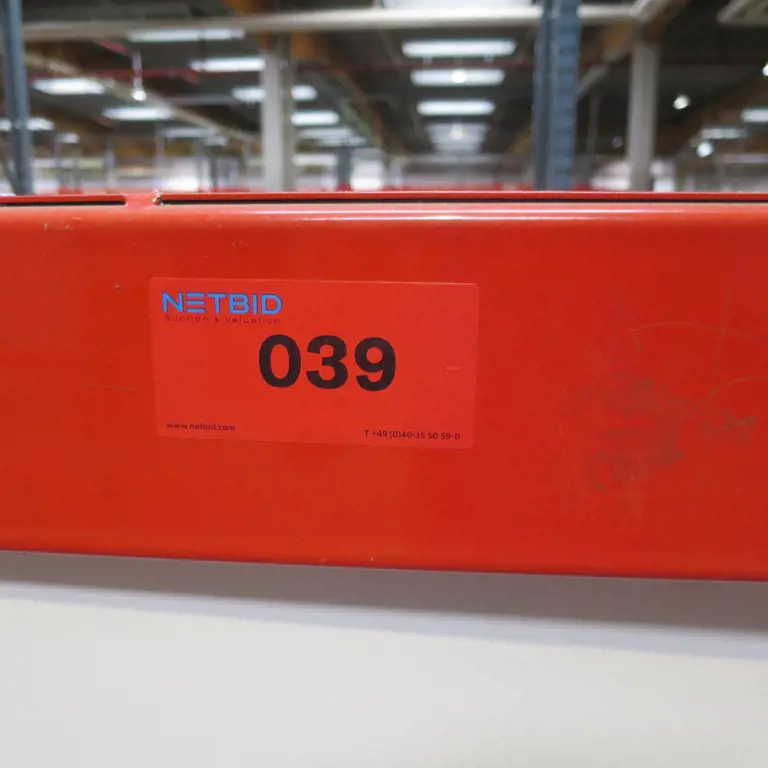 NETBID
Auction & Valuation
039
www.netbid.com
T +49 (0)40-35 50 59-0